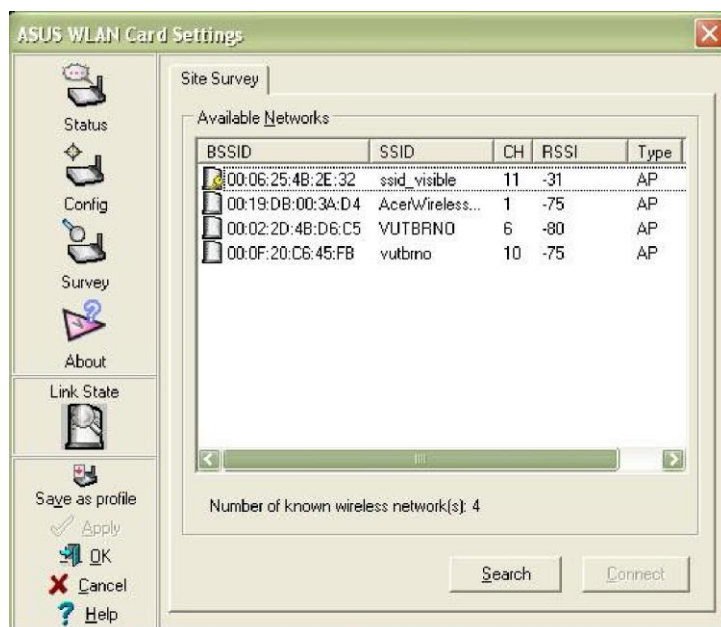 ASUS WLAN Card Settings
Status
Config
Survey
About
Link State
Save as profile
Apply
OK
Cancel
Help
Site Survey
Available Networks
BSSID SSID CH RSSI Type
00:06:25:4B:2E:32 ssid_visible 11 -31 AP
00:19:DB:00:3A:D4 AcerWireless... 1 -75 AP
00:02:2D:4B:D6:C5 VUTBRNO 6 -80 AP
00:0F:20:C6:45:FB vutbrno 10 -75 AP
Number of known wireless network(s): 4
Search Connect